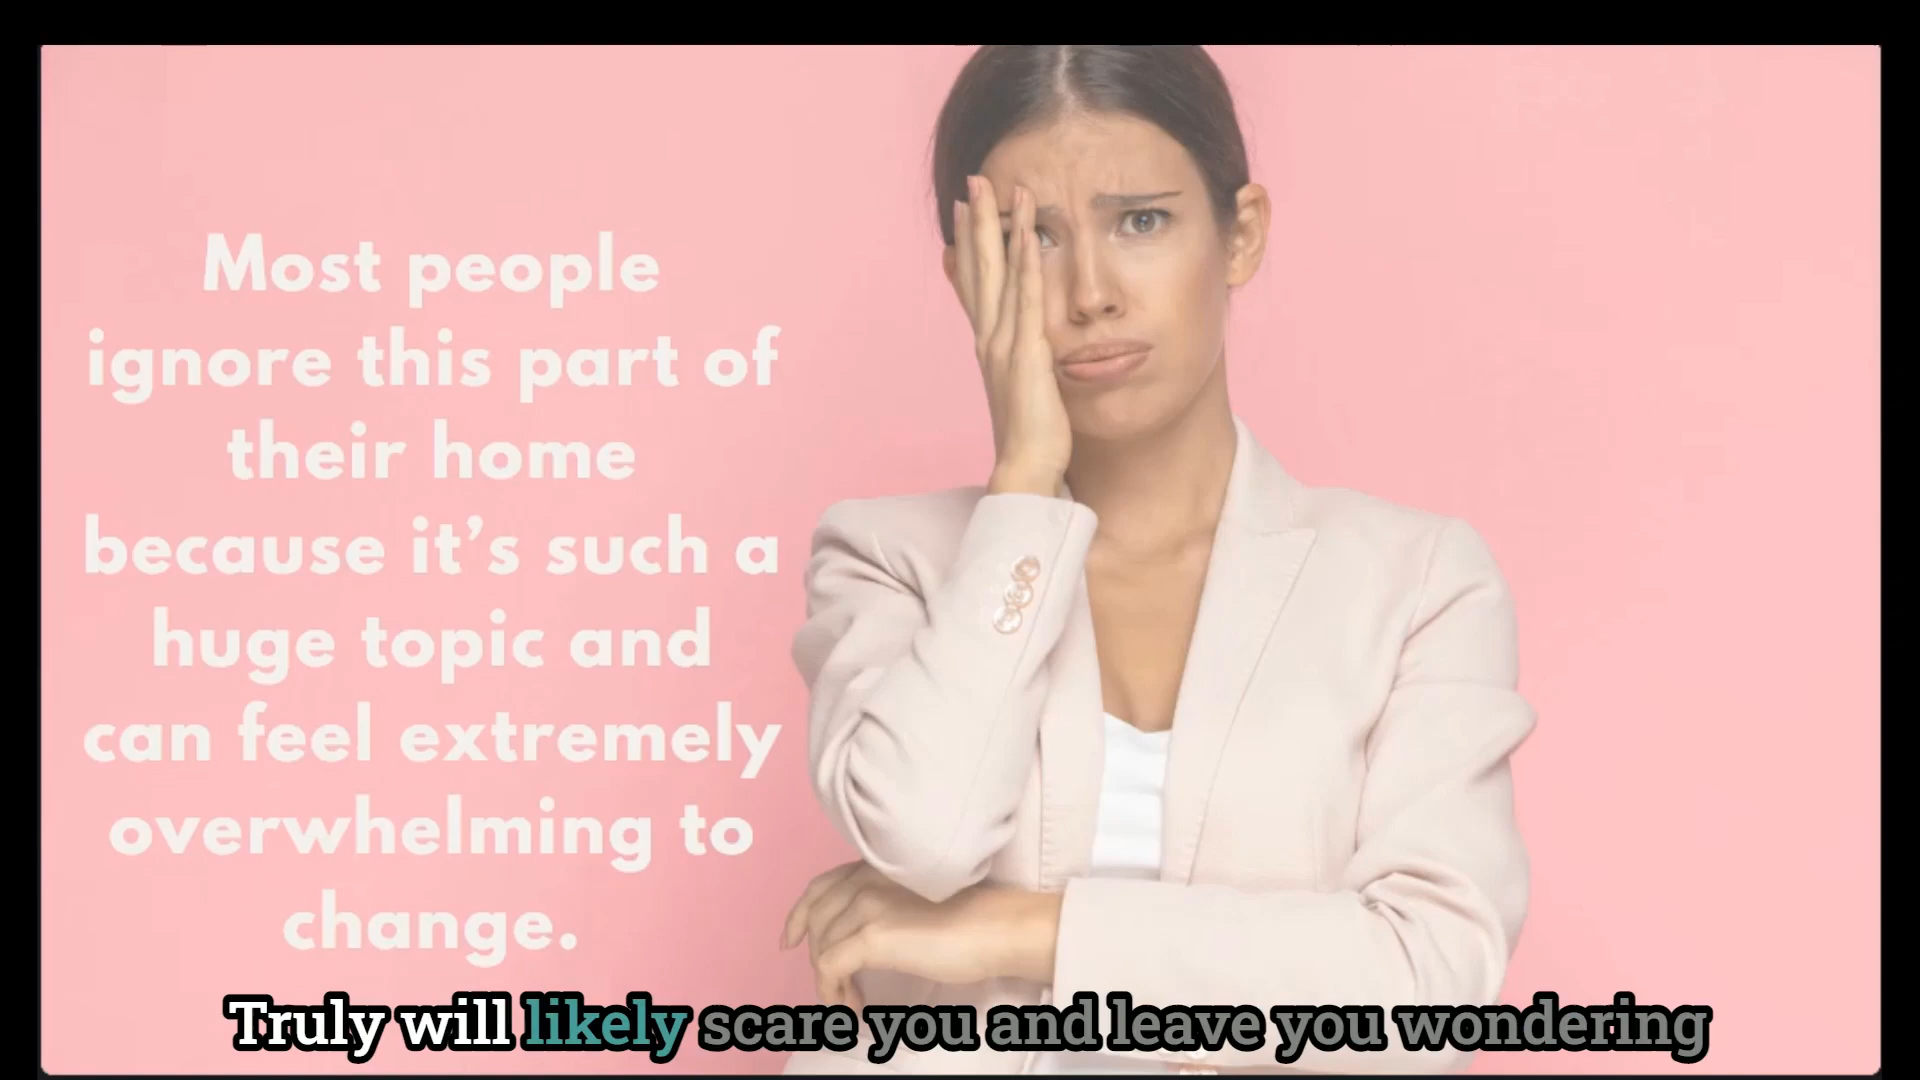 Most people
ignore this part of
their home
because it’s such a
huge topic and
can feel extremely
overwhelming to
change.
Truly will likely scare you and leave you wondering